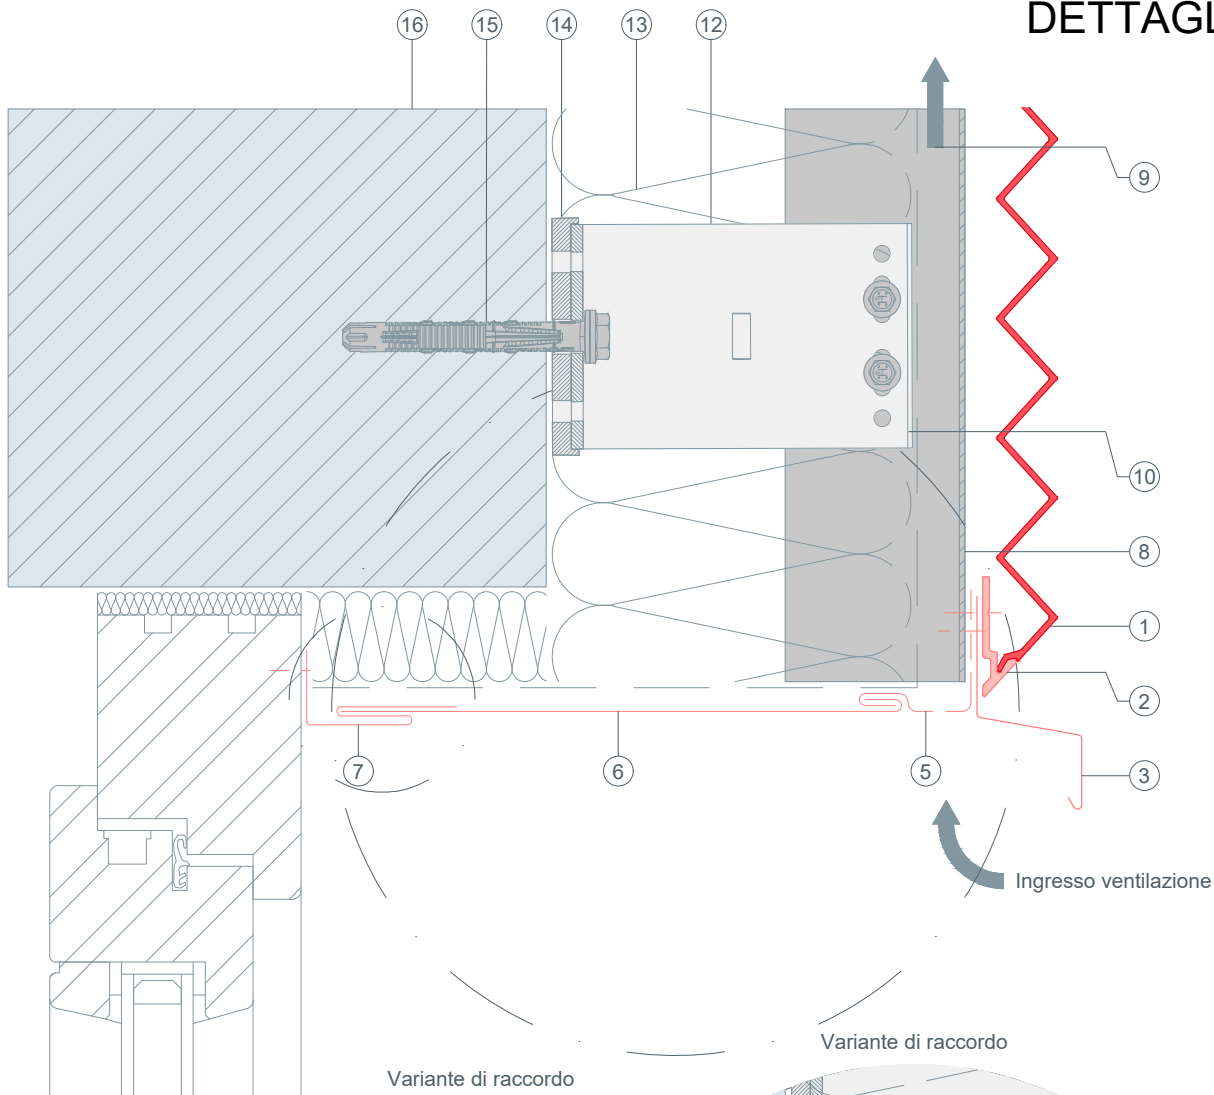 DETTAGL
16 15 14 13 12
9
10
8
1
2
7 6 5 3
Ingresso ventilazione
Variante di raccordo
Variante di raccordo